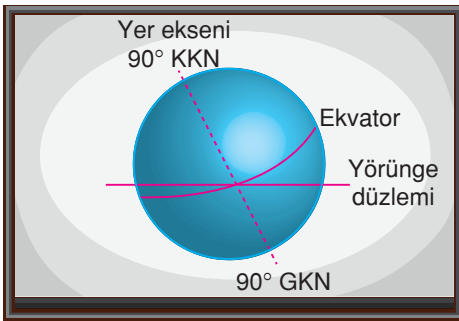 Yer ekseni
90° KKN
Ekvator
Yörünge
düzlemi
90° GKN